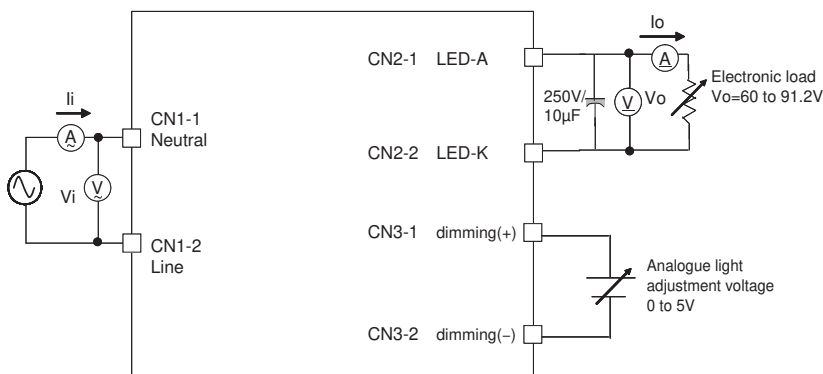 Io
CN2-1 LED-A
A
Electronic load
Vo=60 to 91.2V
250V/
10µF
V
Vo
Ii
CN1-1
Neutral
A
~
CN2-2 LED-K
Vi
V
~
CN3-1 dimming(+)
CN1-2
Line
Analogue light
adjustment voltage
0 to 5V
CN3-2 dimming(−)